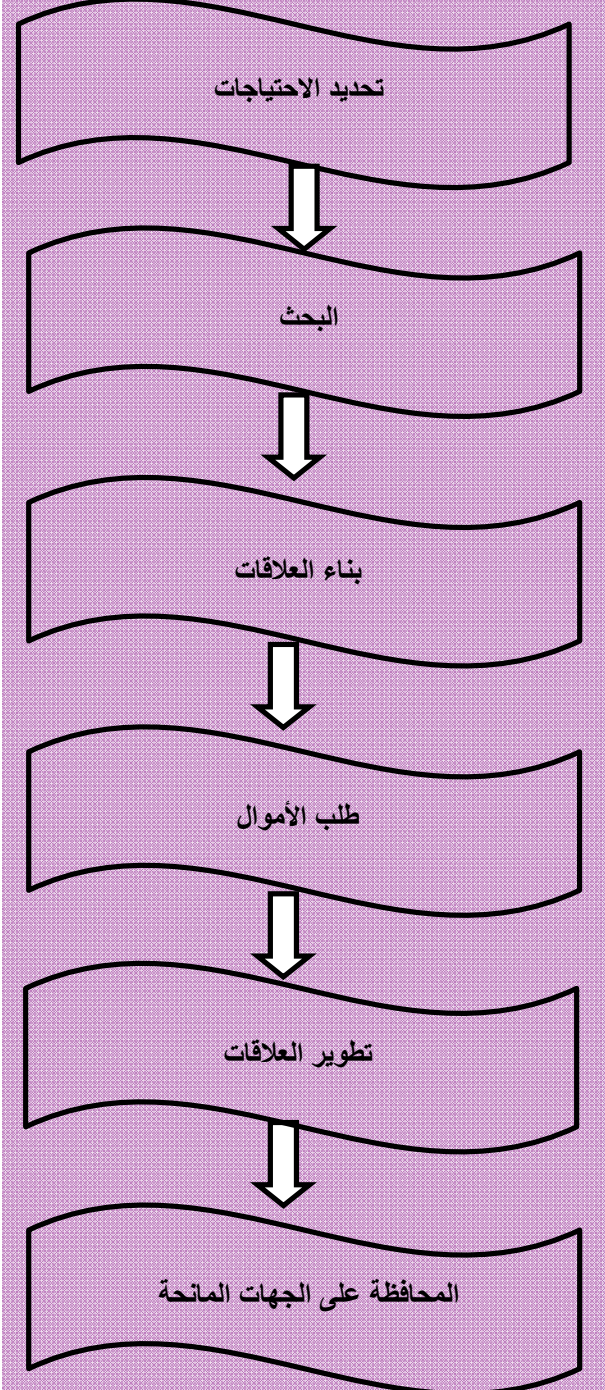 تحديد الاحتياجات
البحث
بناء العلاقات
طلب الأموال
تطوير العلاقات
المحافظة على الجهات المانحة